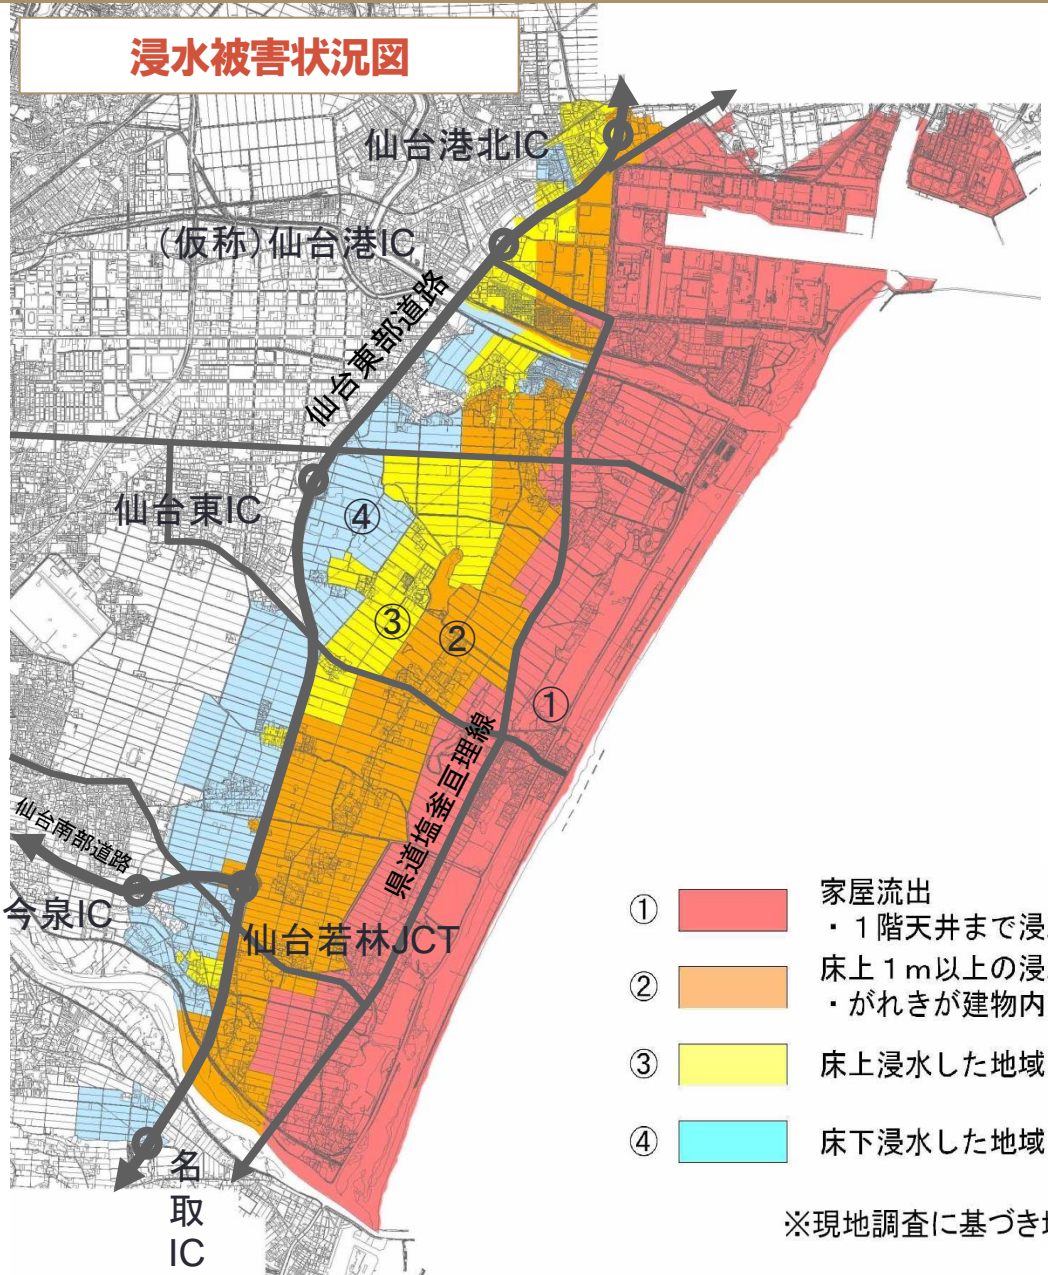 浸水被害状況図
仙台港北IC
(仮称)仙台港IC
仙台東部道路
仙台東IC
④
③
②
①
県道塩釜亘理線
仙台南部道路
今泉IC
仙台若林JCT
名取IC
① 家屋流出
・１階天井まで浸
② 床上１ｍ以上の浸
・がれきが建物内
③ 床上浸水した地域
④ 床下浸水した地域
※現地調査に基づき